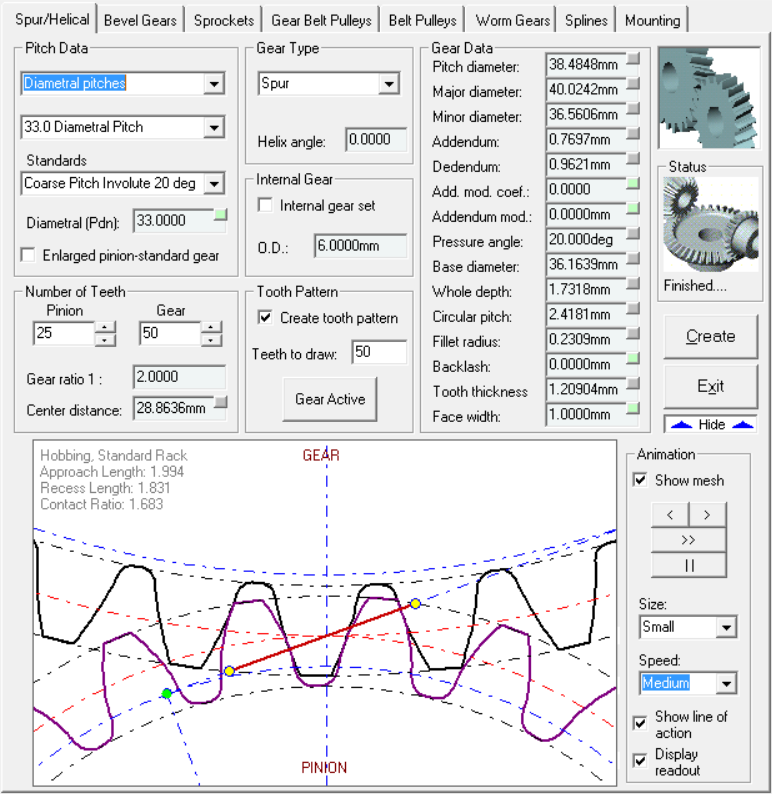 Spur/Helical Bevel Gears Sprockets Gear Belt Pulleys Belt Pulleys Worm Gears Splines Mounting
Pitch Data
Diametral pitches
33.0 Diametral Pitch
Standards
Coarse Pitch Involute 20 deg
Diametral (Pdn): 33.0000
Enlarged pinion-standard gear
Gear Type
Spur
Helix angle: 0.0000
Internal Gear
Internal gear set
O.D.: 6.0000mm
Gear Data
Pitch diameter: 38.4848mm
Major diameter: 40.0242mm
Minor diameter: 36.5606mm
Addendum: 0.7697mm
Dedendum: 0.9621mm
Add. mod. coef.: 0.0000
Addendum mod.: 0.0000mm
Pressure angle: 20.000deg
Base diameter: 36.1639mm
Whole depth: 1.7318mm
Circular pitch: 2.4181mm
Fillet radius: 0.2309mm
Backlash: 0.0000mm
Tooth thickness 1.20904mm
Face width: 1.0000mm
Status
Finished....
Number of Teeth
Pinion Gear
25 50
Gear ratio 1 : 2.0000
Center distance: 28.8636mm
Tooth Pattern
Create tooth pattern
Teeth to draw: 50
Gear Active
Create
Exit
Hide
Hobbing, Standard Rack
Approach Length: 1.994
Recess Length: 1.831
Contact Ratio: 1.683
GEAR
PINION
Animation
Show mesh
< >
>>
||
Size:
Small
Speed:
Medium
Show line of
action
Display
readout